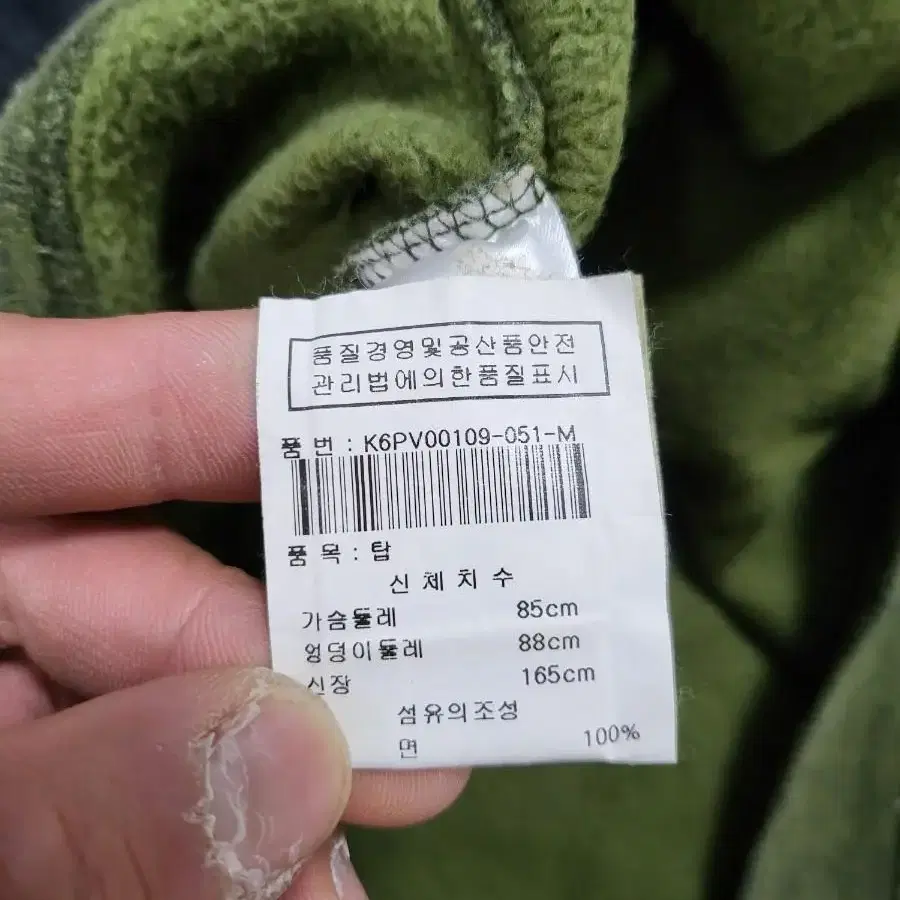 품질경영및공산품안전
관리법에의한품질표시
품 번 : K6PV00109-051-M
품 목 : 탑
신 체 치 수
가슴둘레 85cm
엉덩이둘레 88cm
신장 165cm
섬유의조성
면 100%